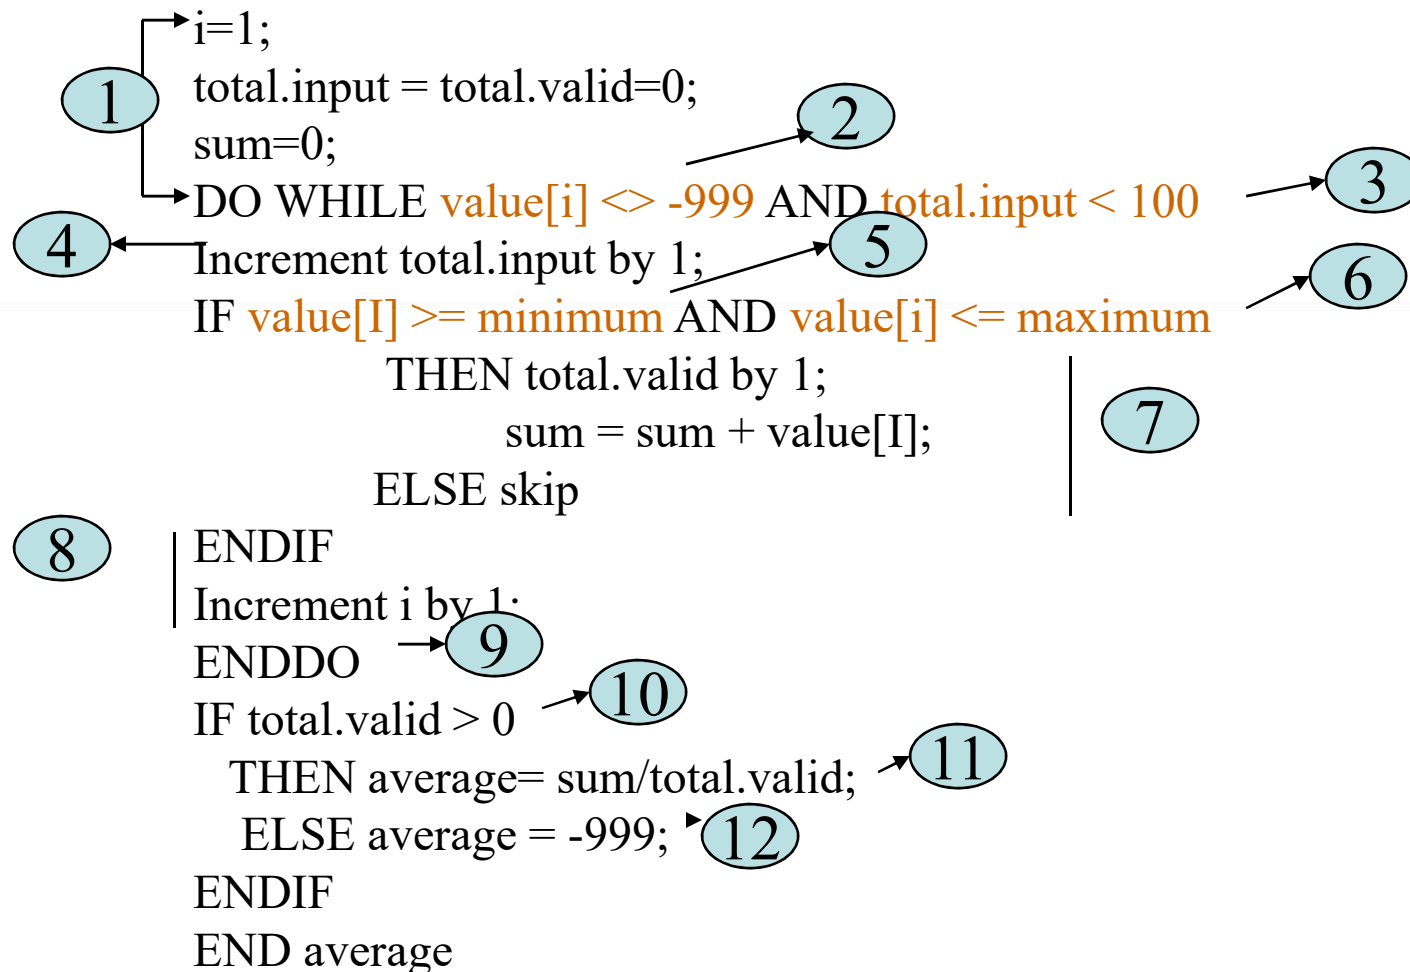 i=1;
1
total.input = total.valid=0;
2
sum=0;
3
DO WHILE value[i] <> -999 AND total.input < 100
4
5
Increment total.input by 1;
6
IF value[I] >= minimum AND value[i] <= maximum
THEN total.valid by 1;
7
sum = sum + value[I];
ELSE skip
8
ENDIF
Increment i by 1;
9
ENDDO
10
IF total.valid > 0
11
THEN average= sum/total.valid;
ELSE average = -999;
12
ENDIF
END average